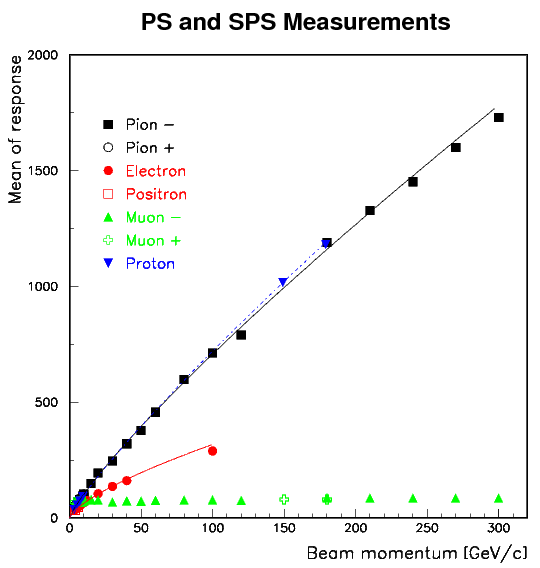 PS and SPS Measurements
Mean of response
2000
1500
1000
500
0
Pion −
Pion +
Electron
Positron
Muon −
Muon +
Proton
0 50 100 150 200 250 300
Beam momentum [GeV/c]